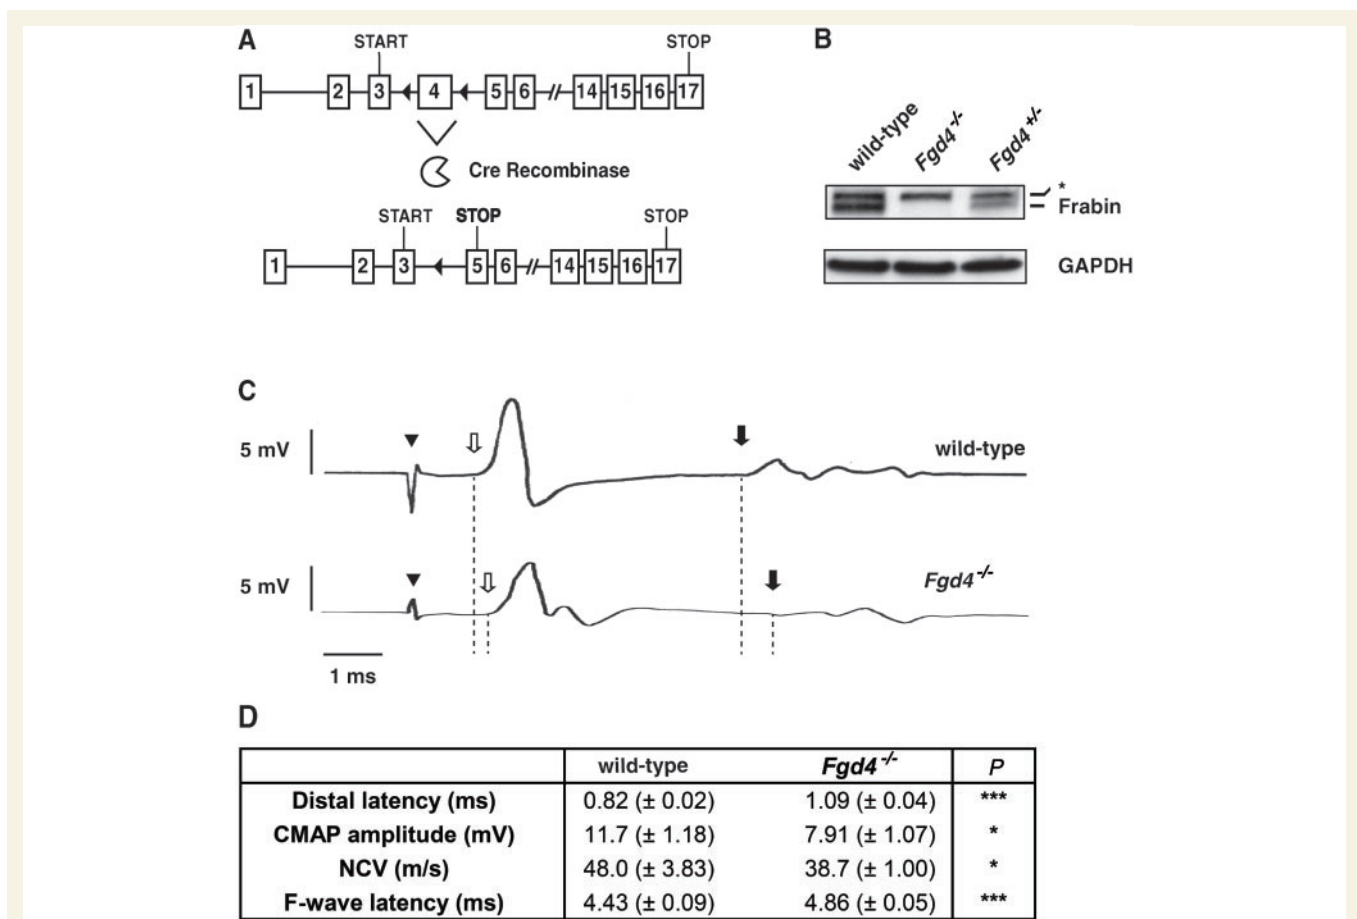 A
START STOP
1 2 3 4 5 6 14 15 16 17
Cre Recombinase
START STOP STOP
1 2 3 5 6 14 15 16 17
B
wild-type Fgd4-/- Fgd4+/-
*
Frabin
GAPDH
C
5 mV
wild-type
5 mV
Fgd4-/-
1 ms
D
wild-type Fgd4-/- P
Distal latency (ms) 0.82 (± 0.02) 1.09 (± 0.04) ***
CMAP amplitude (mV) 11.7 (± 1.18) 7.91 (± 1.07) *
NCV (m/s) 48.0 (± 3.83) 38.7 (± 1.00) *
F-wave latency (ms) 4.43 (± 0.09) 4.86 (± 0.05) ***